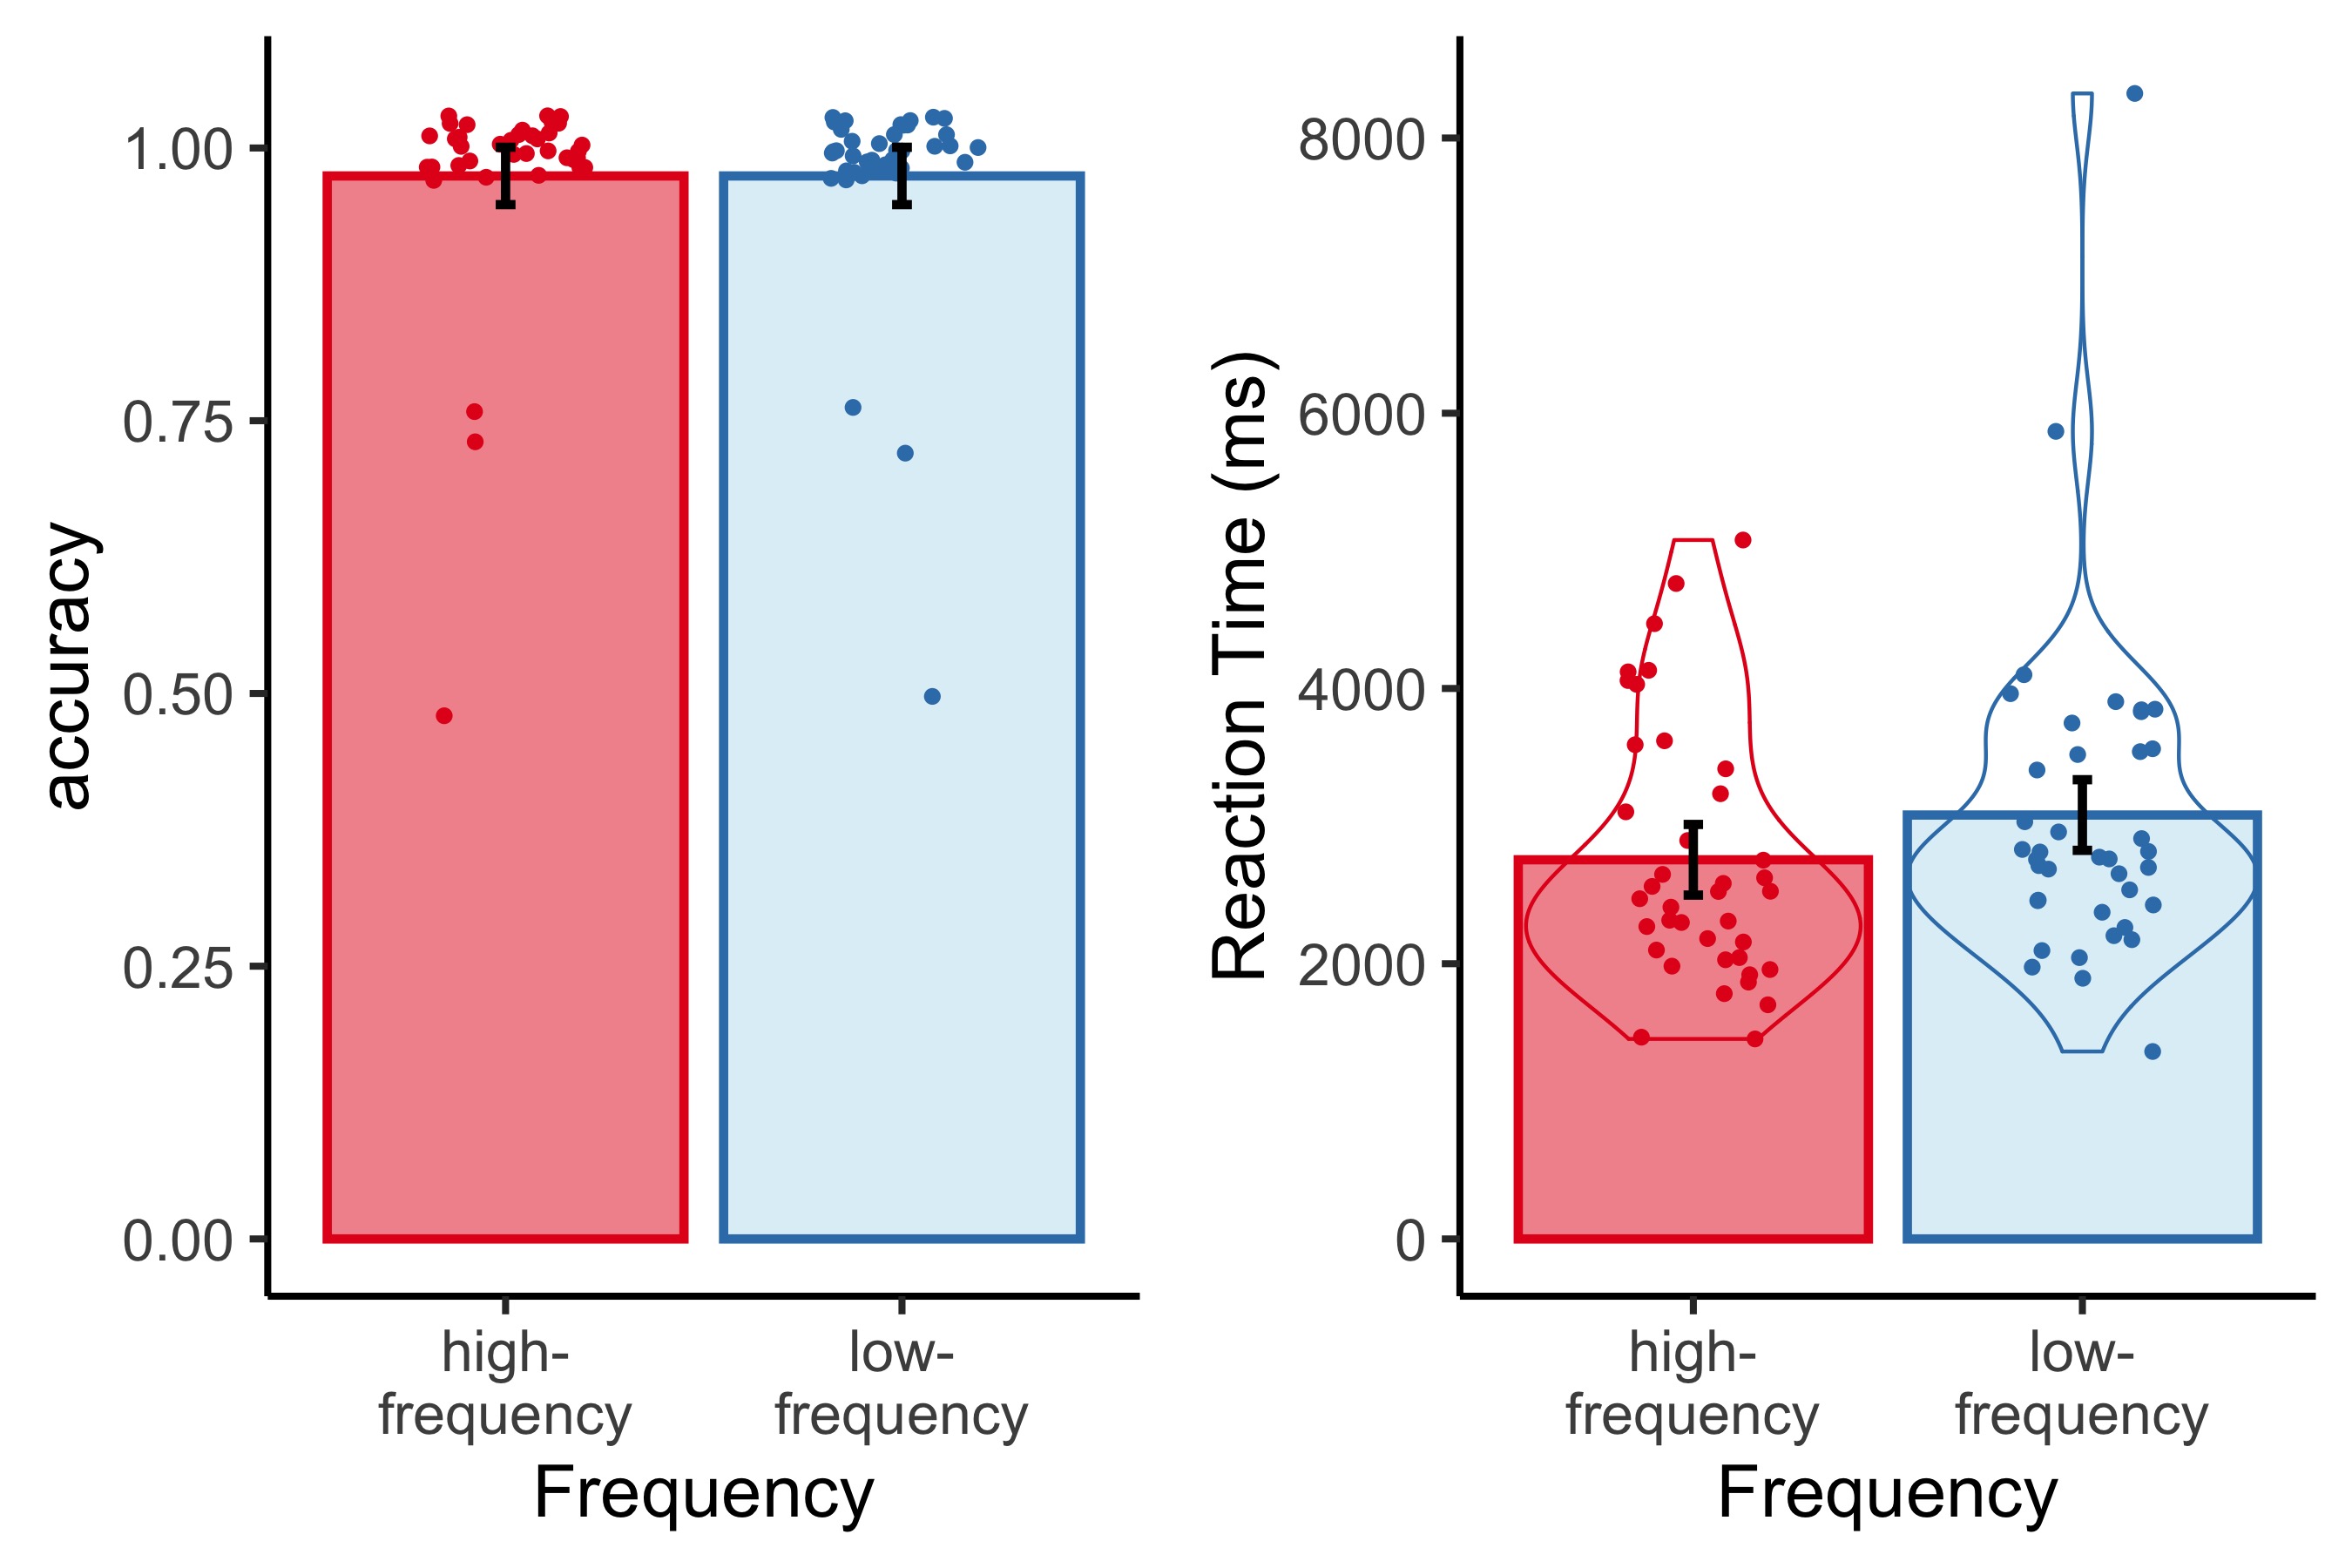 accuracy
1.00
0.75
0.50
0.25
0.00
high-
frequency
low-
frequency
Frequency
Reaction Time (ms)
8000
6000
4000
2000
0
high-
frequency
low-
frequency
Frequency